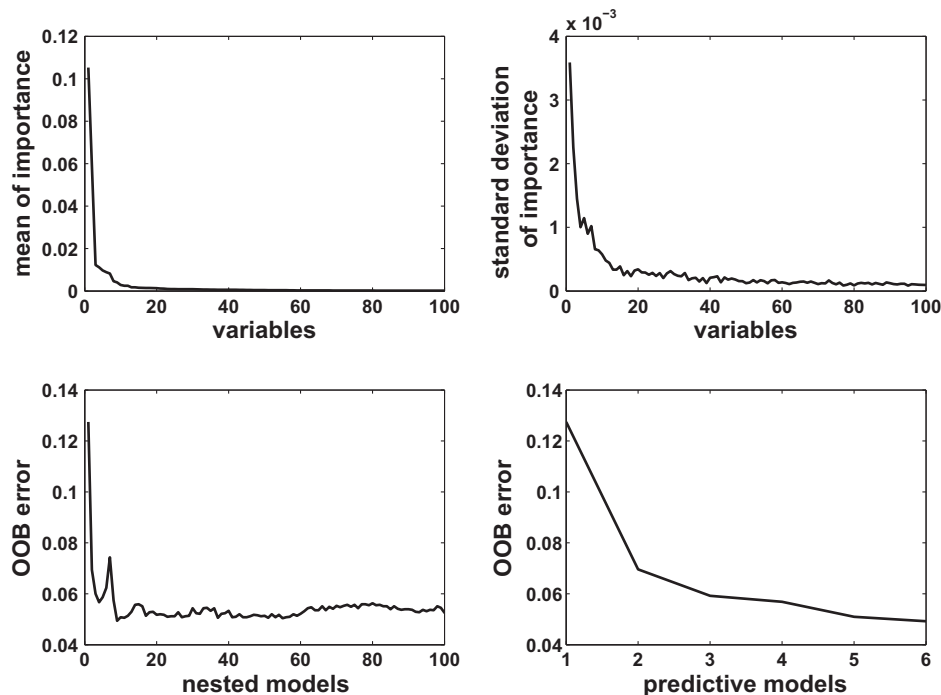 0.12
0.1
0.08
0.06
0.04
0.02
0
mean of importance
0 20 40 60 80 100
variables
x 10⁻³
4
3
2
1
0
standard deviation
of importance
0 20 40 60 80 100
variables
0.14
0.12
0.1
0.08
0.06
0.04
OOB error
0 20 40 60 80 100
nested models
0.14
0.12
0.1
0.08
0.06
0.04
OOB error
1 2 3 4 5 6
predictive models